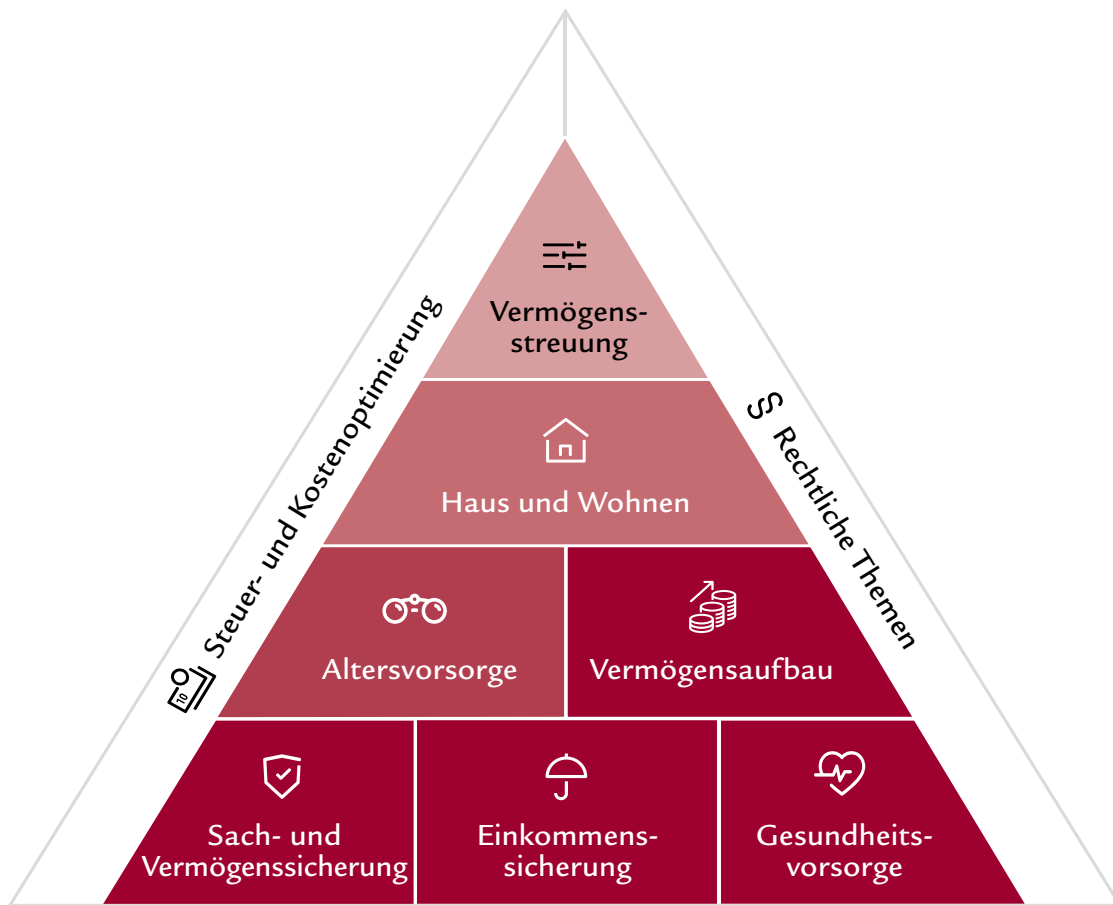 Vermögens-
streuung
Haus und Wohnen
Altersvorsorge
Vermögensaufbau
Sach- und
Vermögenssicherung
Einkommens-
sicherung
Gesundheits-
vorsorge
10
Steuer- und Kostenoptimierung
§ Rechtliche Themen